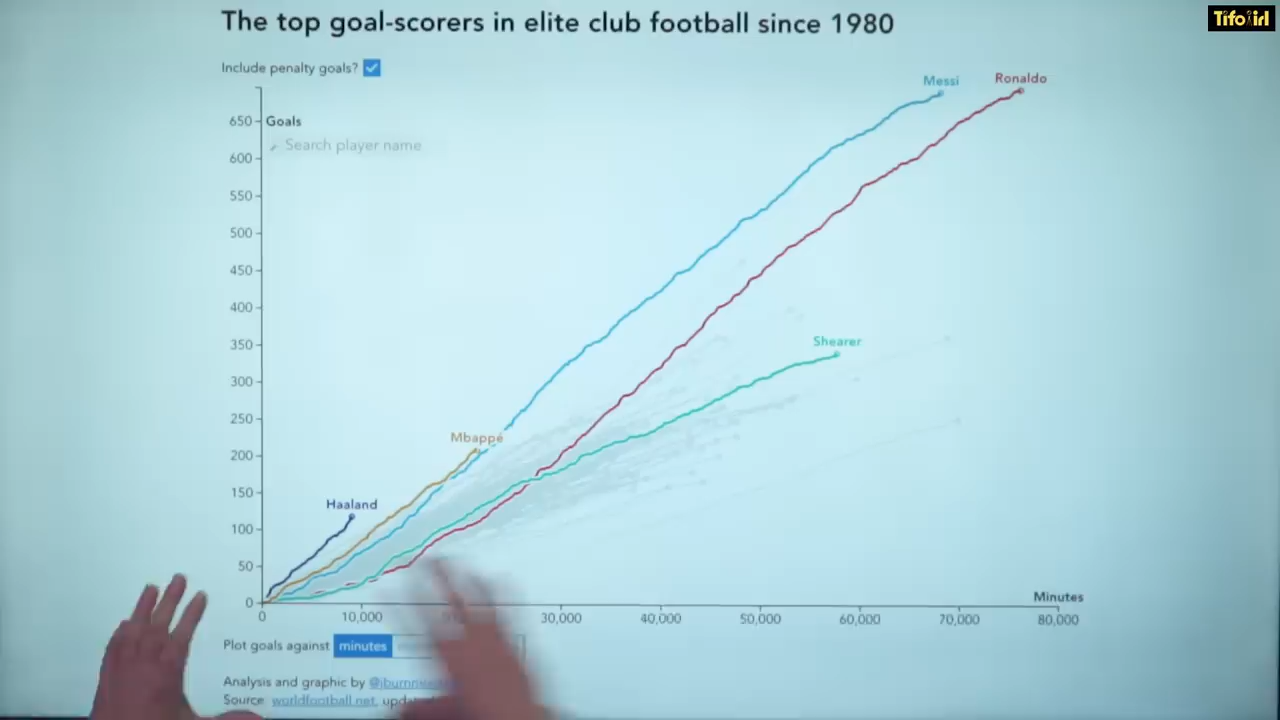 The top goal-scorers in elite club football since 1980
Tifo irl
Include penalty goals?
Messi
Ronaldo
650
Goals
600
Search player name
550
500
450
400
350
Shearer
300
250
Mbappé
200
150
Haaland
100
50
0
Minutes
0 10,000 30,000 40,000 50,000 60,000 70,000 80,000
Plot goals against minutes
Analysis and graphic by
Source: worldfootball.net,